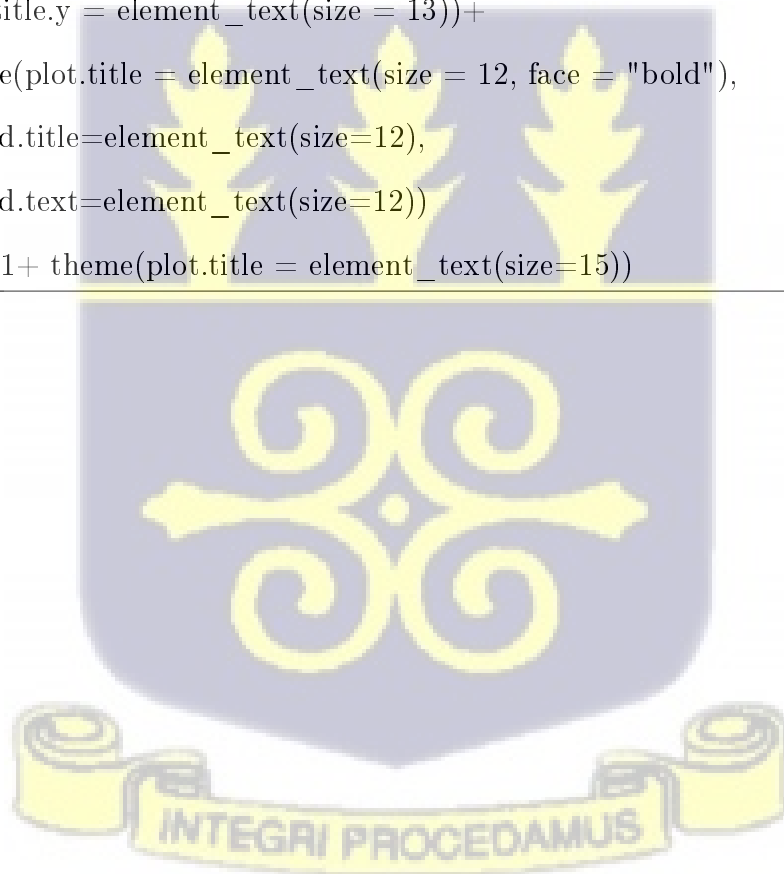 title.y = element_text(size = 13))+
e(plot.title = element_text(size = 12, face = "bold"),
d.title=element_text(size=12),
d.text=element_text(size=12))
1+ theme(plot.title = element_text(size=15))
INTEGRI PROCEDAMUS